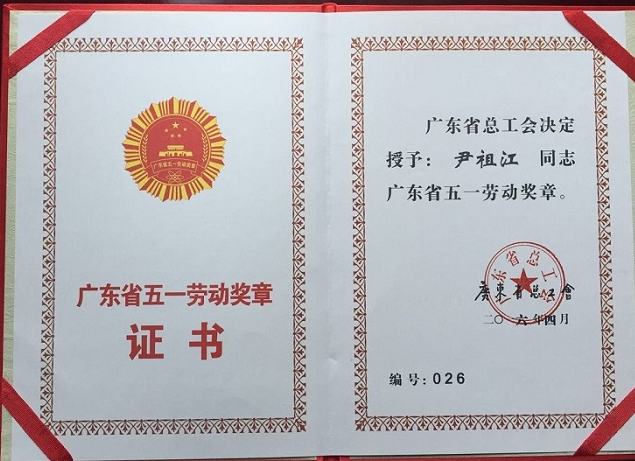 广东省五一劳动奖章
广东省五一劳动奖章
证书
广东省总工会决定
授予：尹祖江 同志
广东省五一劳动奖章。
广东省总工会
廣東省总工會
二〇 六年四月
编号：026